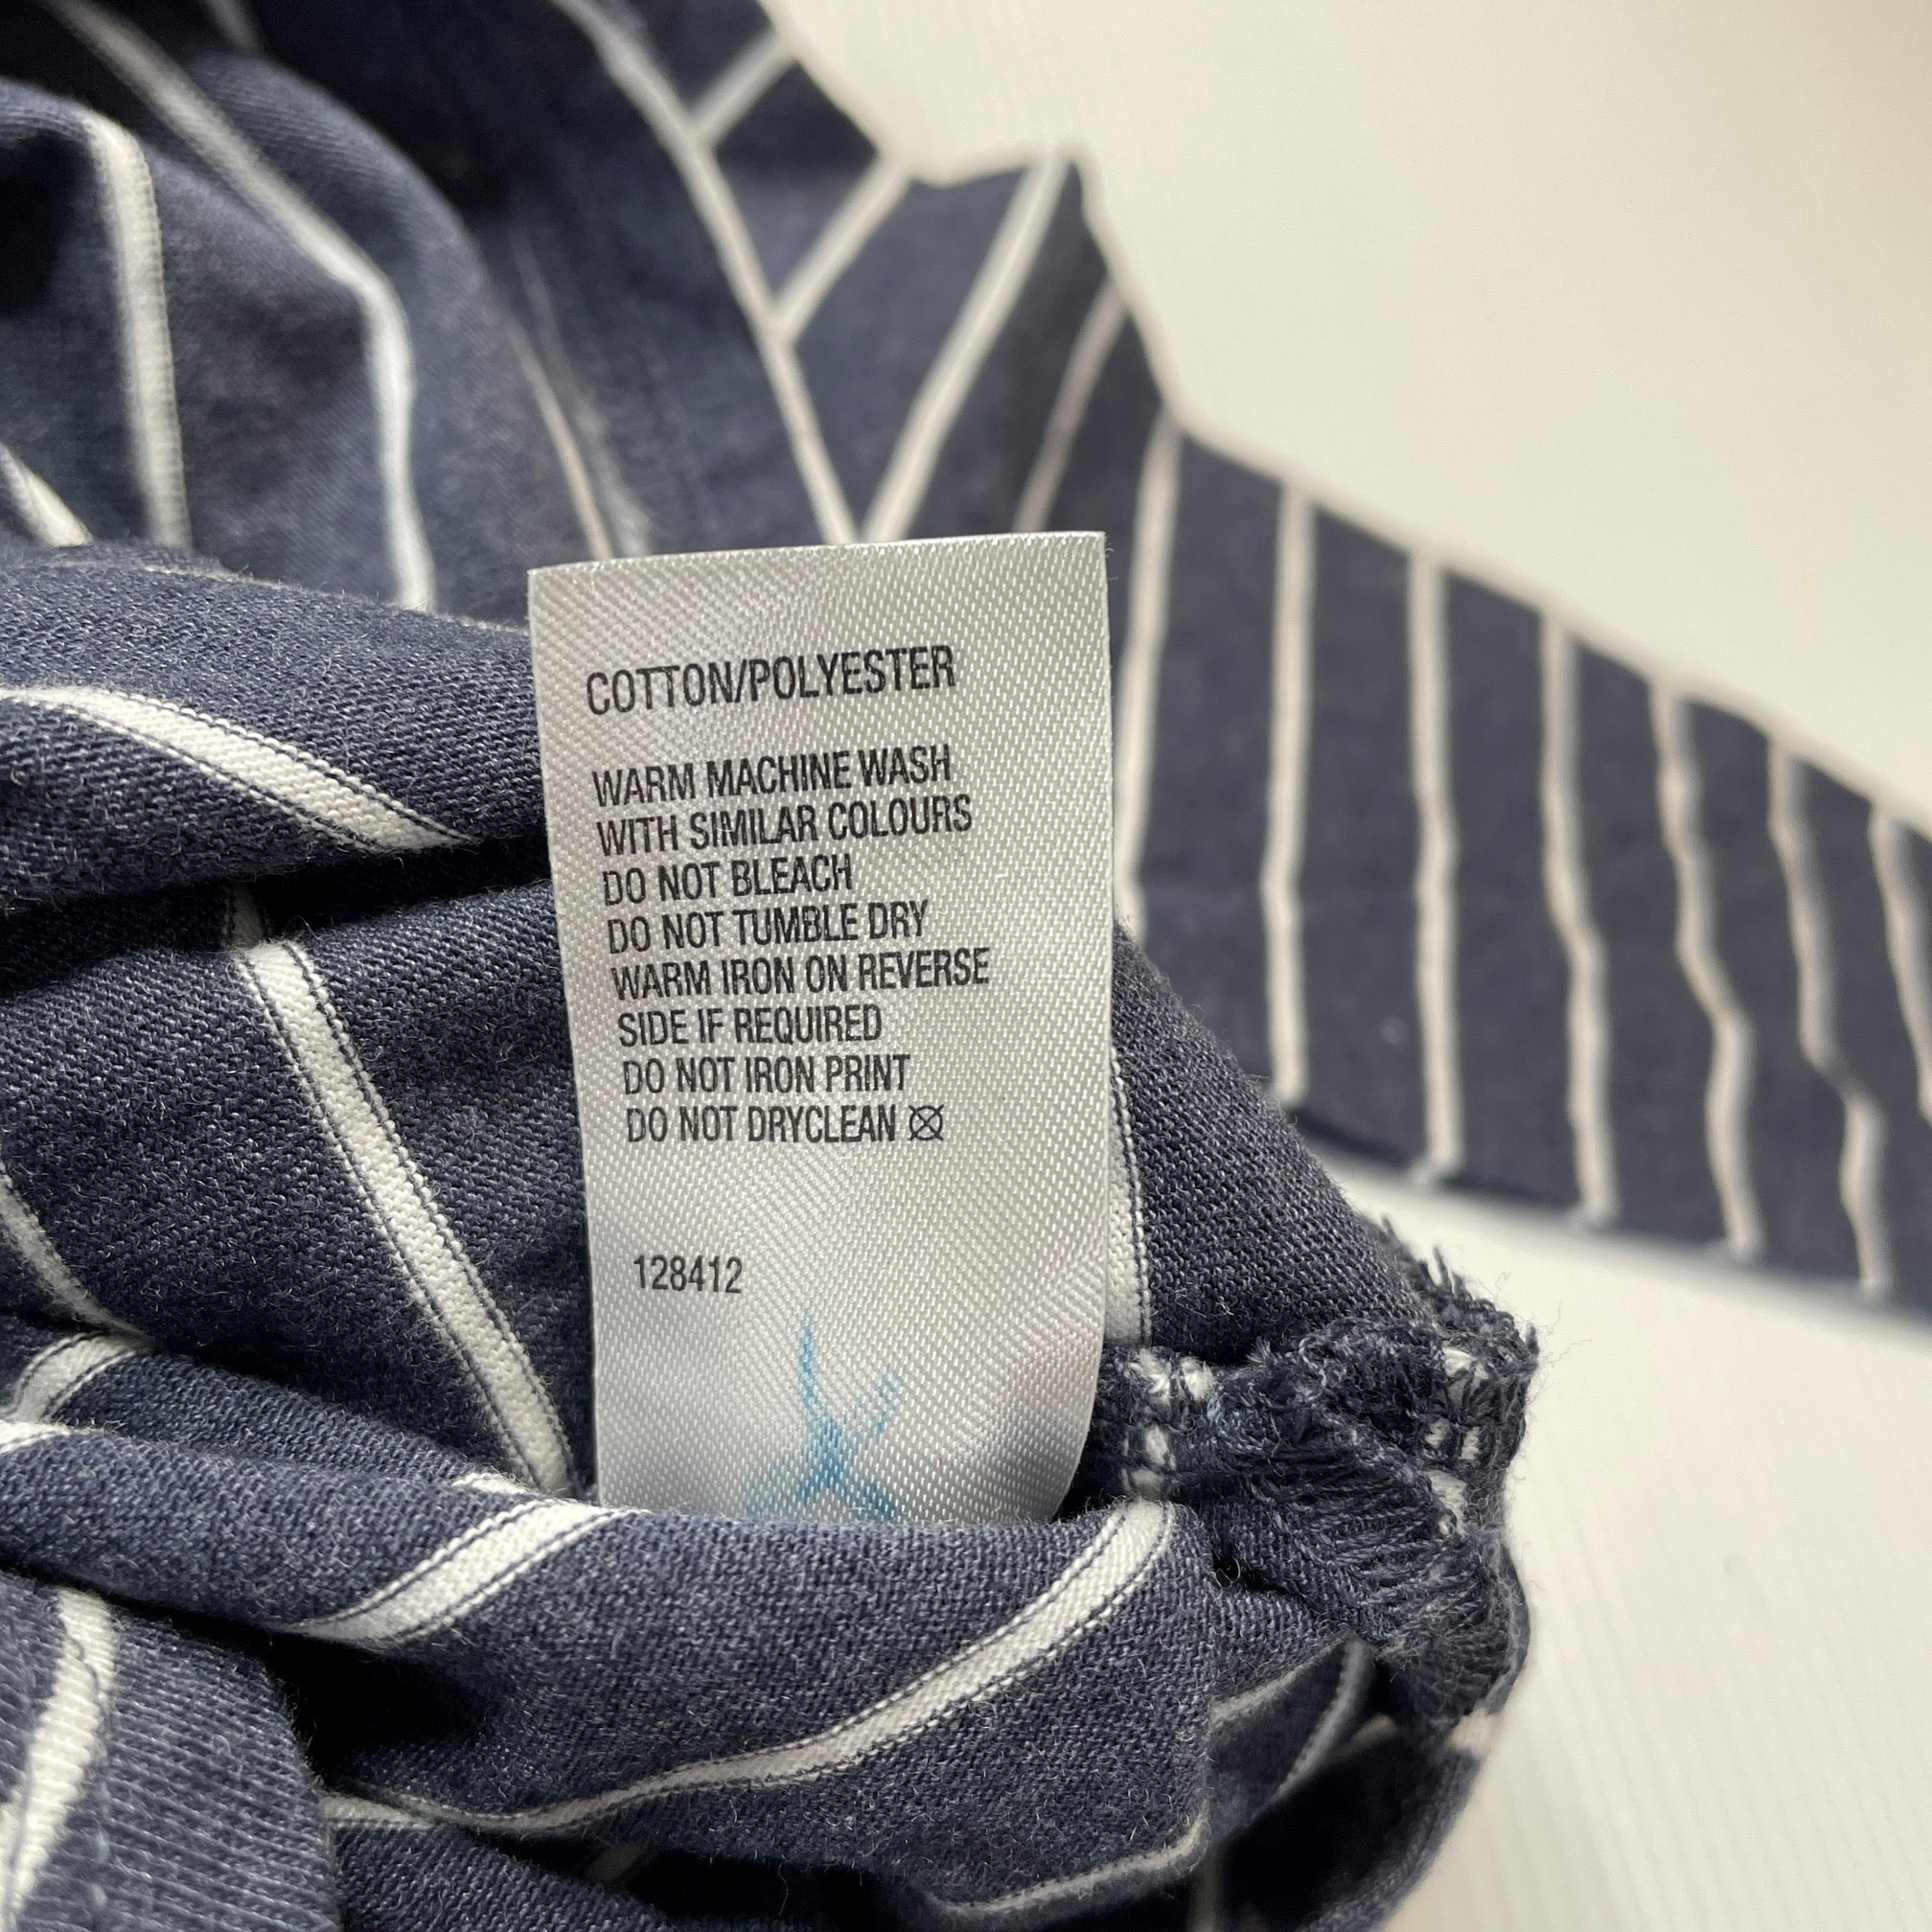 COTTON/POLYESTER
WARM MACHINE WASH
WITH SIMILAR COLOURS
DO NOT BLEACH
DO NOT TUMBLE DRY
WARM IRON ON REVERSE
SIDE IF REQUIRED
DO NOT IRON PRINT
DO NOT DRYCLEAN
128412